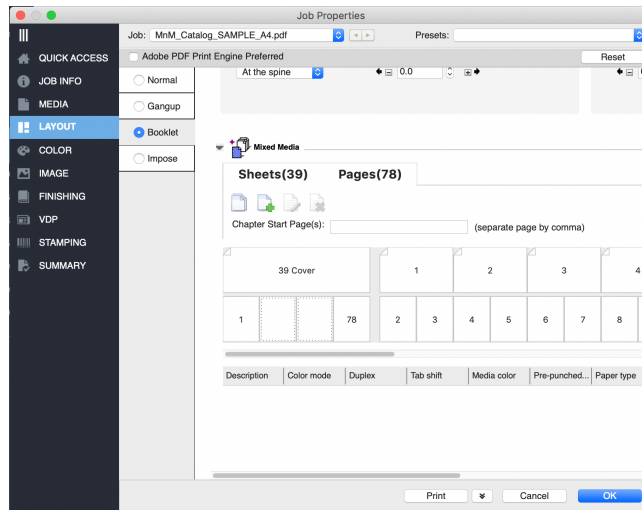 Job Properties
Job: MnM_Catalog_SAMPLE_A4.pdf Presets:
Adobe PDF Print Engine Preferred Reset
QUICK ACCESS
JOB INFO
MEDIA
LAYOUT
COLOR
IMAGE
FINISHING
VDP
STAMPING
SUMMARY
Normal
Gangup
Booklet
Impose
At the spine 0.0
Mixed Media
Sheets(39) Pages(78)
Chapter Start Page(s): (separate page by comma)
39 Cover 1 2 3 4
1 78 2 3 4 5 6 7 8
Description Color mode Duplex Tab shift Media color Pre-punched... Paper type
Print Cancel OK